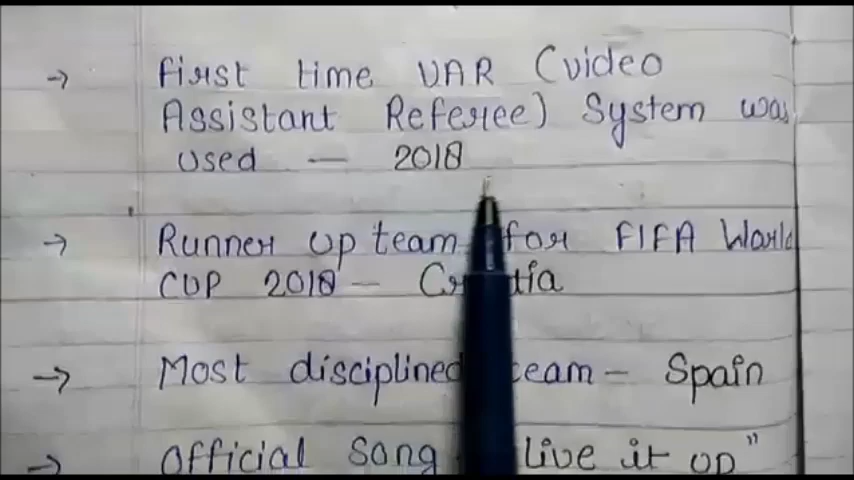 → First time VAR (video
Assistant Referee) System was
used — 2018
→ Runner up team for FIFA World
CUP 2018 —
→ Most disciplined team – Spain
→ Official Song "live it up"